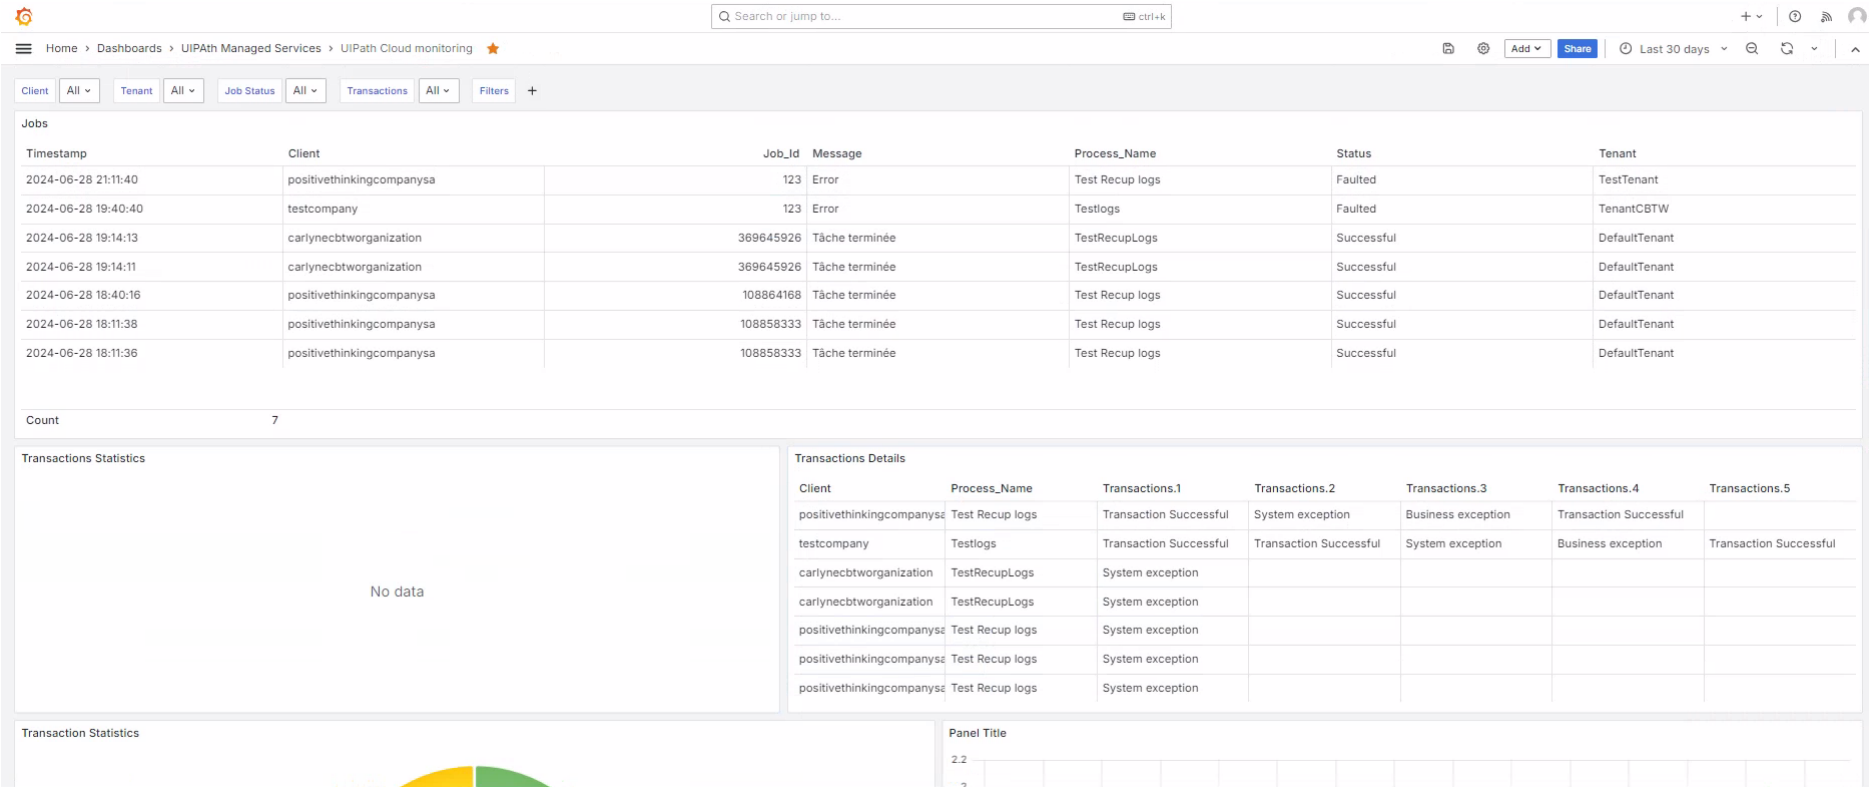 Search or jump to...
ctrl+k
Home > Dashboards > UIPAth Managed Services > UIPath Cloud monitoring
Add
Share
Last 30 days
Client All Tenant All Job Status All Transactions All Filters +
Jobs
Timestamp Client Job_Id Message Process_Name Status Tenant
2024-06-28 21:11:40 positivethinkingcompanysa 123 Error Test Recup logs Faulted TestTenant
2024-06-28 19:40:40 testcompany 123 Error Testlogs Faulted TenantCBTW
2024-06-28 19:14:13 carlynecbtworganization 369645926 Tâche terminée TestRecupLogs Successful DefaultTenant
2024-06-28 19:14:11 carlynecbtworganization 369645926 Tâche terminée TestRecupLogs Successful DefaultTenant
2024-06-28 18:40:16 positivethinkingcompanysa 108864168 Tâche terminée Test Recup logs Successful DefaultTenant
2024-06-28 18:11:38 positivethinkingcompanysa 108858333 Tâche terminée Test Recup logs Successful DefaultTenant
2024-06-28 18:11:36 positivethinkingcompanysa 108858333 Tâche terminée Test Recup logs Successful DefaultTenant
Count 7
Transactions Statistics
No data
Transactions Details
Client Process_Name Transactions.1 Transactions.2 Transactions.3 Transactions.4 Transactions.5
positivethinkingcompanysa Test Recup logs Transaction Successful System exception Business exception Transaction Successful
testcompany Testlogs Transaction Successful Transaction Successful System exception Business exception Transaction Successful
carlynecbtworganization TestRecupLogs System exception
carlynecbtworganization TestRecupLogs System exception
positivethinkingcompanysa Test Recup logs System exception
positivethinkingcompanysa Test Recup logs System exception
positivethinkingcompanysa Test Recup logs System exception
Transaction Statistics
Panel Title
2.2